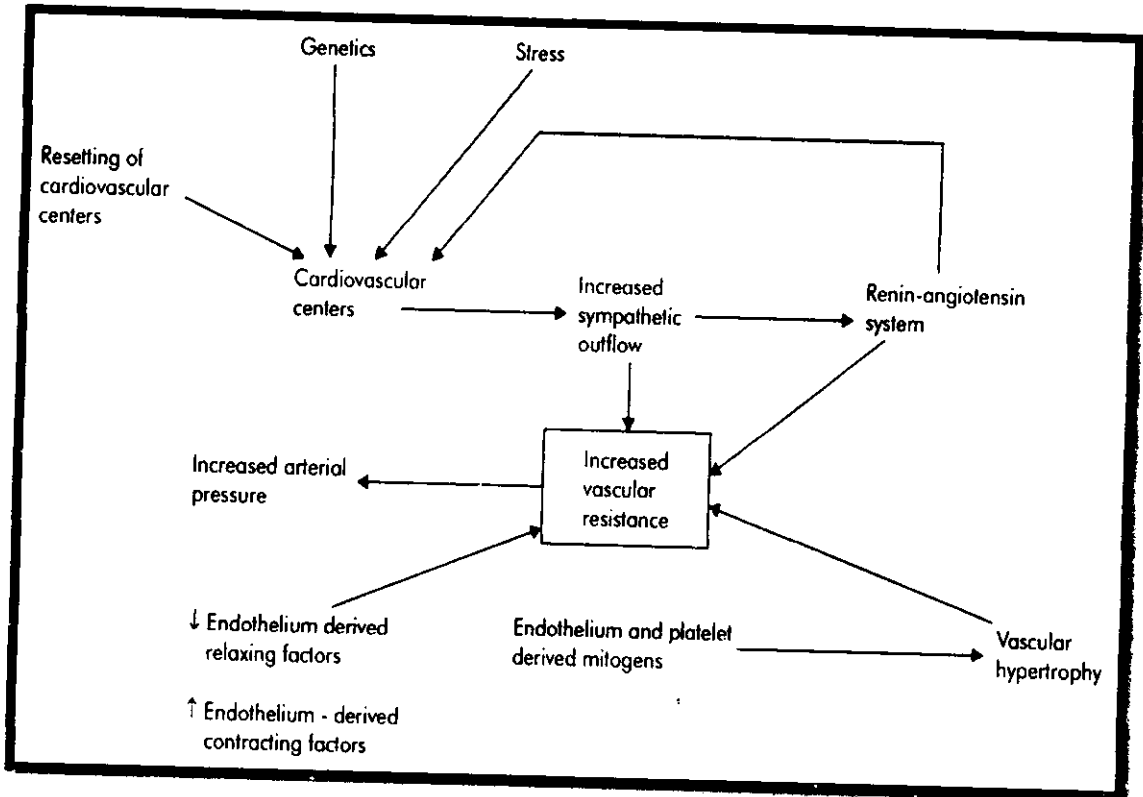 Genetics
Stress
Resetting of
cardiovascular
centers
Cardiovascular
centers
Increased
sympathetic
outflow
Renin-angiotensin
system
Increased arterial
pressure
Increased
vascular
resistance
↓ Endothelium derived
relaxing factors
Endothelium and platelet
derived mitogens
Vascular
hypertrophy
↑ Endothelium - derived
contracting factors